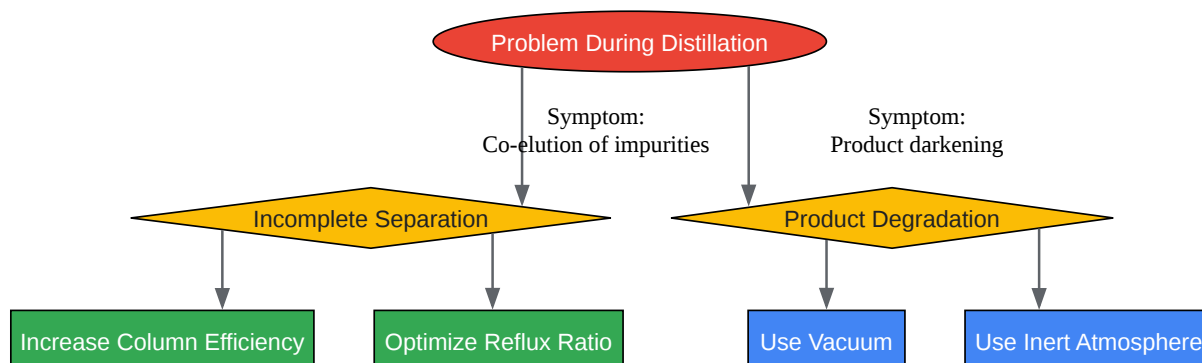 Problem During Distillation
Symptom:
Co-elution of impurities
Symptom:
Product darkening
Incomplete Separation
Product Degradation
Increase Column Efficiency
Optimize Reflux Ratio
Use Vacuum
Use Inert Atmosphere